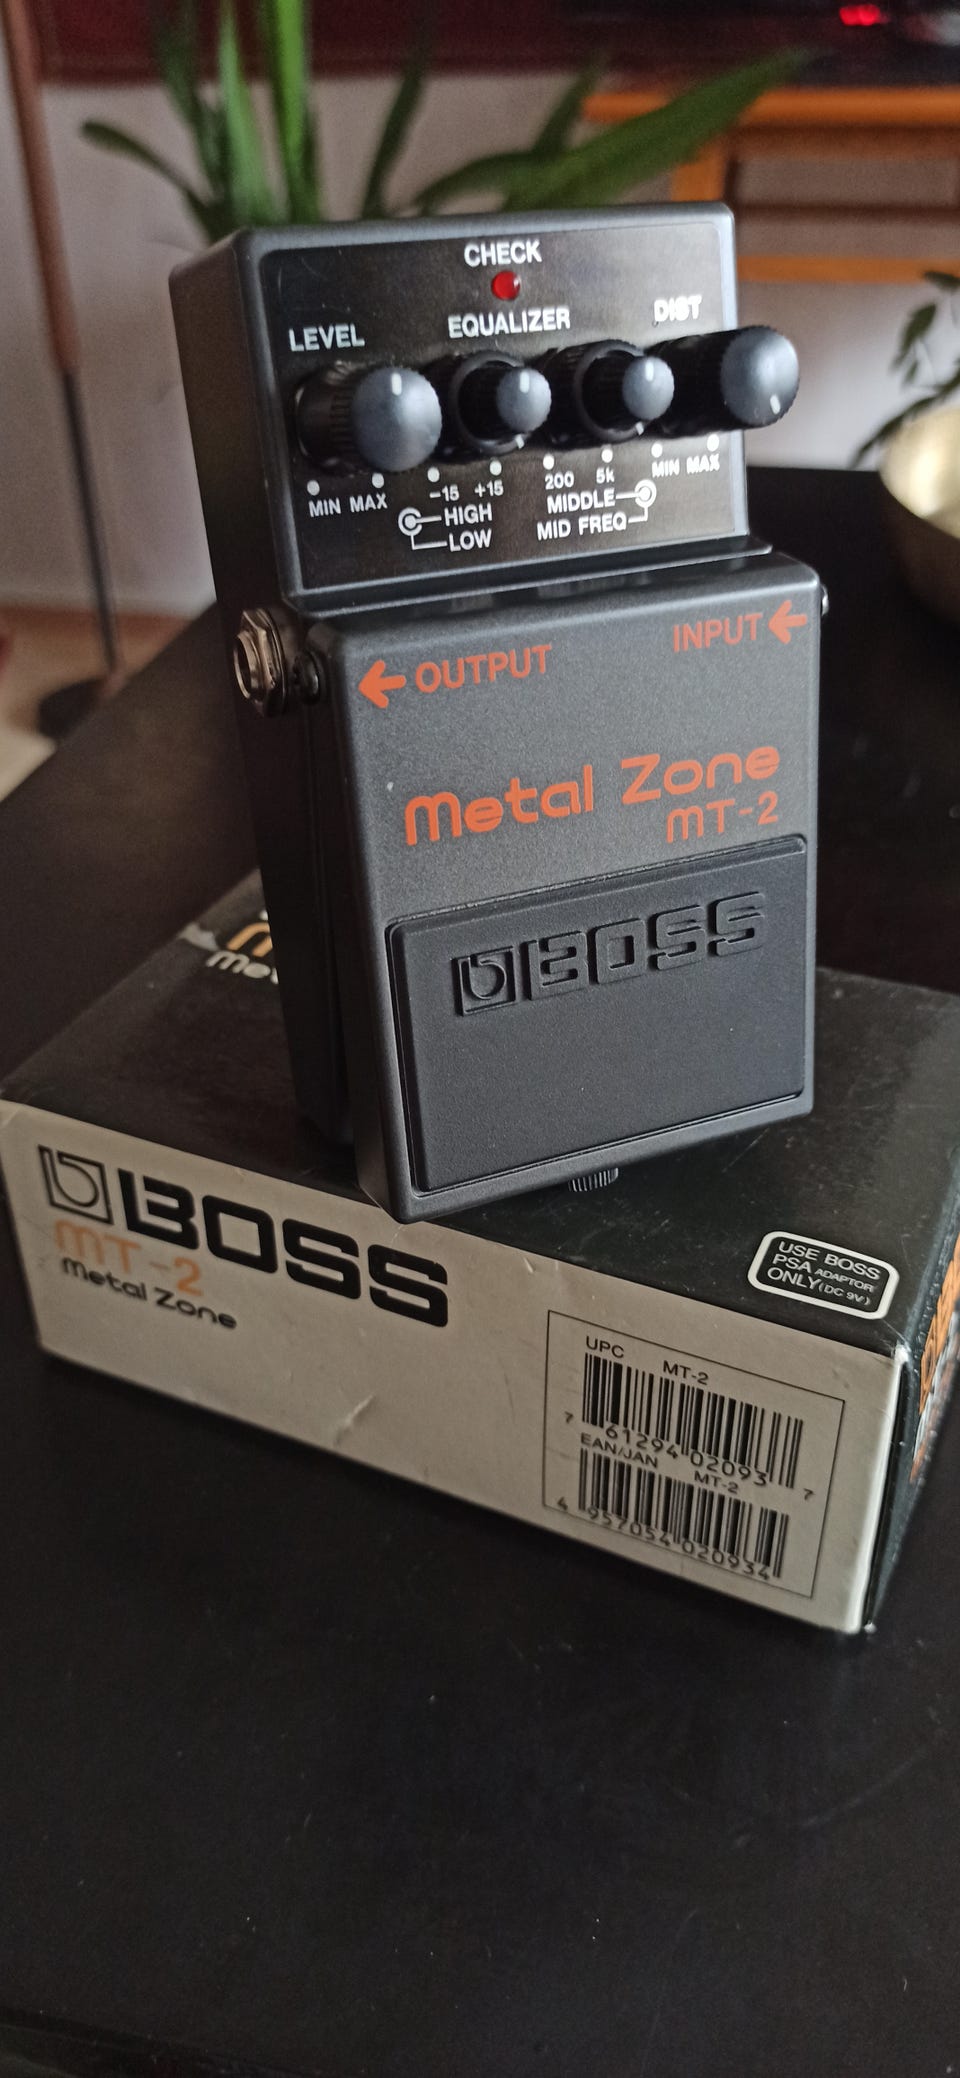 CHECK
LEVEL
EQUALIZER
DIST
MIN MAX
-15 +15
HIGH
LOW
200 5k
MIDDLE
MID FREQ
MIN MAX
OUTPUT
INPUT
Metal Zone
MT-2
BOSS
BOSS
MT-2
Metal Zone
USE BOSS
PSA ADAPTOR
ONLY (DC 9V)
UPC MT-2
7 61294 02093 7
EAN/JAN MT-2
4 957054 020934